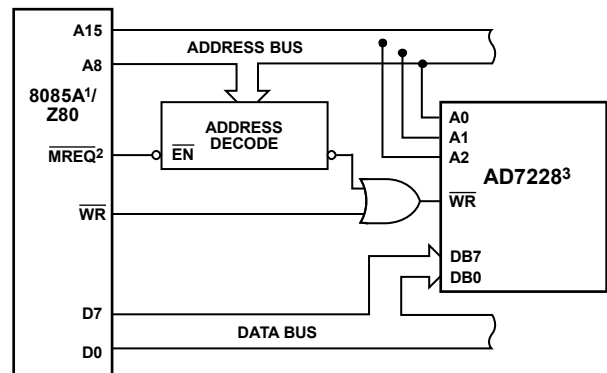 A15
ADDRESS BUS
A8
8085A¹/
Z80
ADDRESS
DECODE
A0
A1
A2
MREQ²
EN
AD7228³
WR
WR
DB7
DB0
D7
DATA BUS
D0